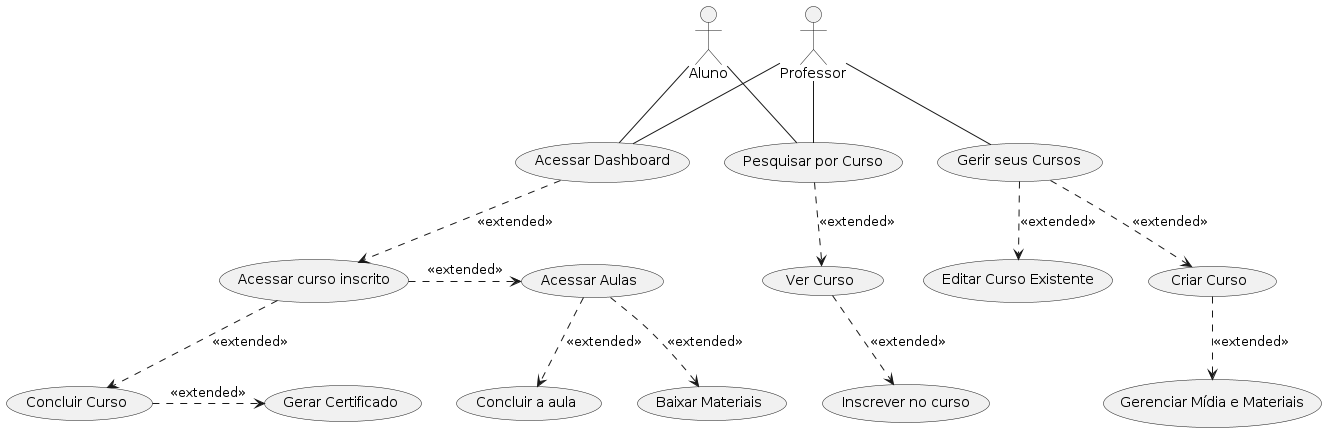 Aluno
Professor
Acessar Dashboard
Pesquisar por Curso
Gerir seus Cursos
«extended»
«extended»
«extended»
«extended»
Acessar curso inscrito
«extended»
Acessar Aulas
Ver Curso
Editar Curso Existente
Criar Curso
«extended»
«extended»
«extended»
«extended»
«extended»
Concluir Curso
«extended»
Gerar Certificado
Concluir a aula
Baixar Materiais
Inscrever no curso
Gerenciar Mídia e Materiais